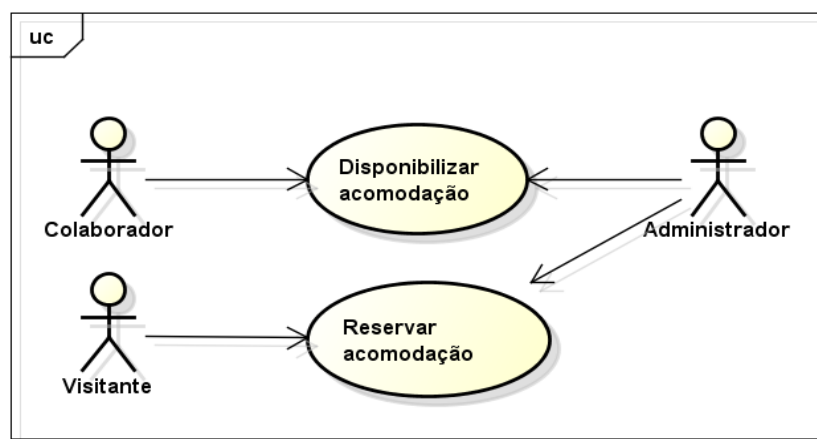 uc
Disponibilizar
acomodação
Colaborador
Administrador
Reservar
acomodação
Visitante